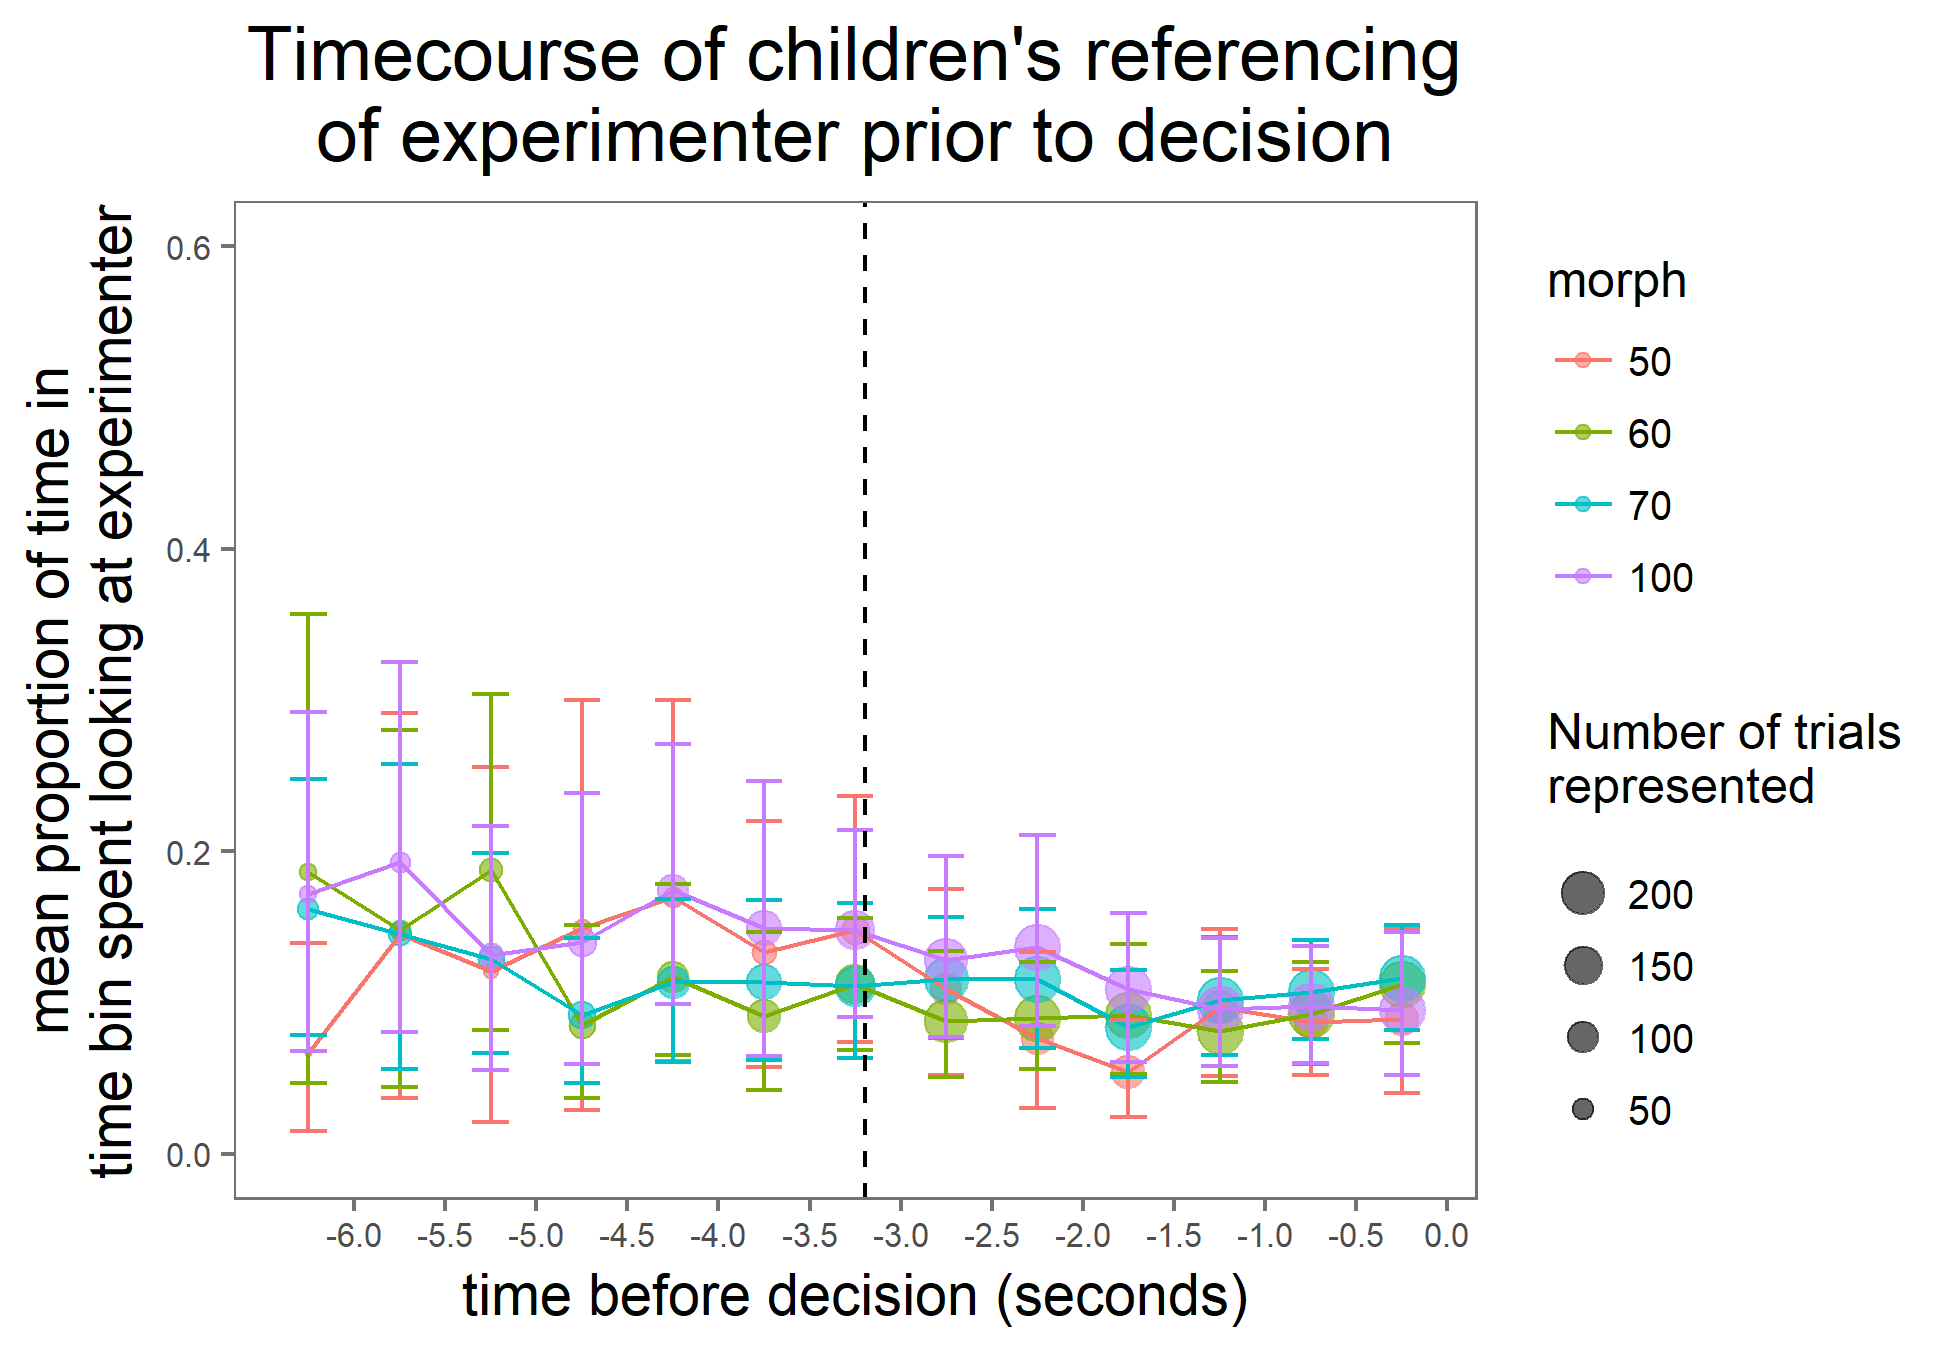 Timecourse of children's referencing
of experimenter prior to decision
mean proportion of time in
time bin spent looking at experimenter
0.6
0.4
0.2
0.0
-6.0 -5.5 -5.0 -4.5 -4.0 -3.5 -3.0 -2.5 -2.0 -1.5 -1.0 -0.5 0.0
time before decision (seconds)
morph
50
60
70
100
Number of trials
represented
200
150
100
50